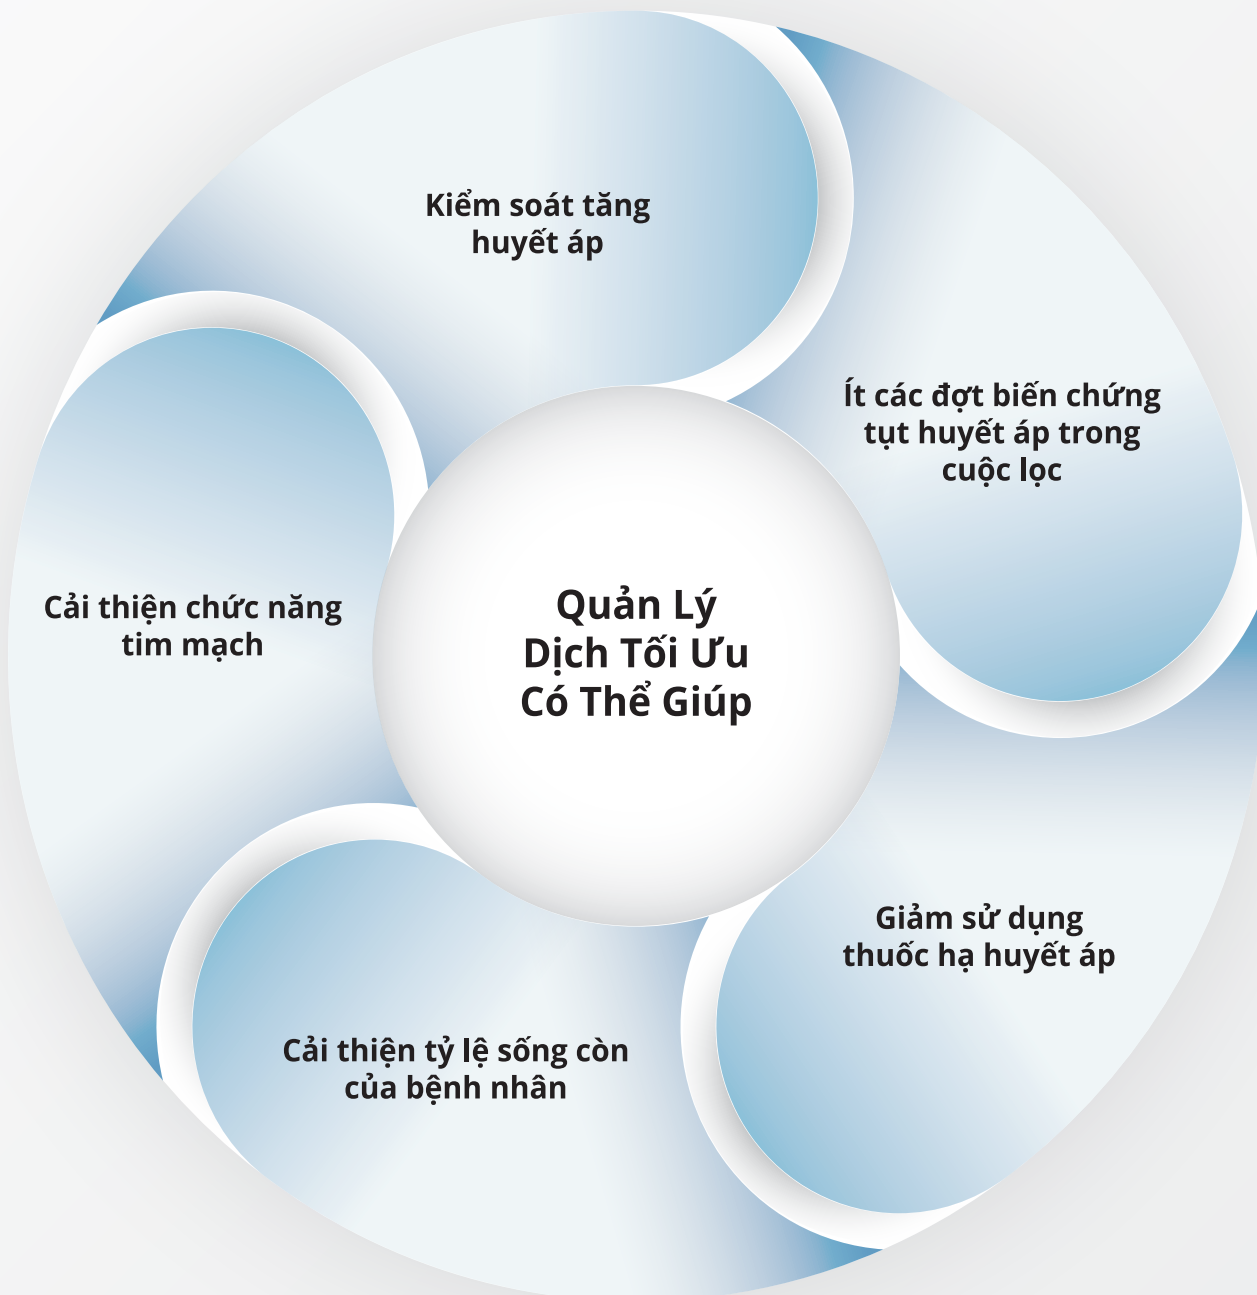 Kiểm soát tăng
huyết áp
Ít các đợt biến chứng
tụt huyết áp trong
cuộc lọc
Quản Lý
Dịch Tối Ưu
Có Thể Giúp
Cải thiện chức năng
tim mạch
Giảm sử dụng
thuốc hạ huyết áp
Cải thiện tỷ lệ sống còn
của bệnh nhân